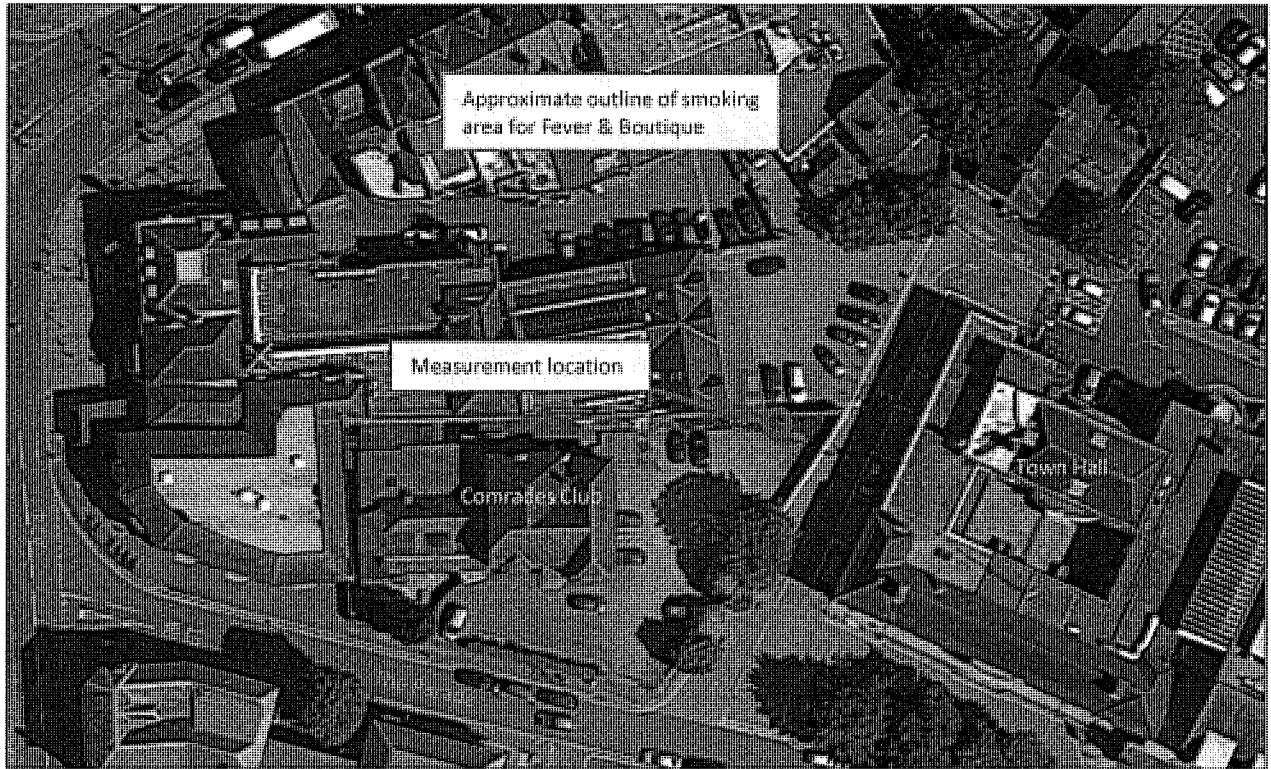 Approximate outline of smoking
area for Fever & Boutique
Measurement location
Town Hall
Comrades Club